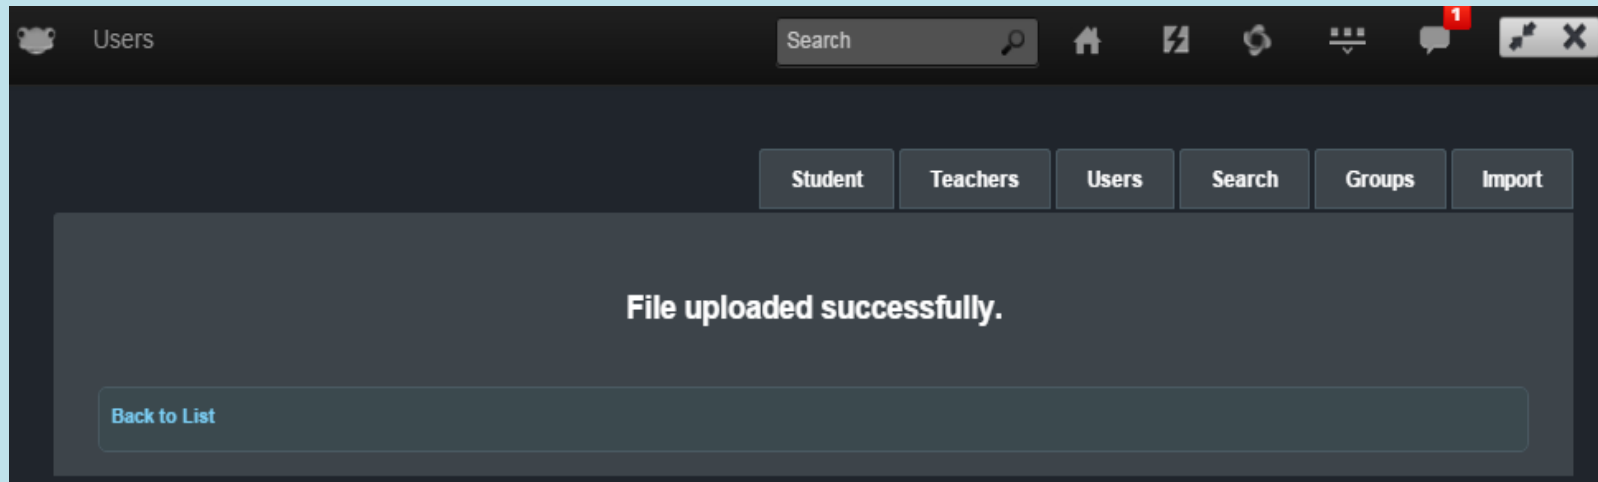 Users Search 1
Student Teachers Users Search Groups Import
File uploaded successfully.
Back to List